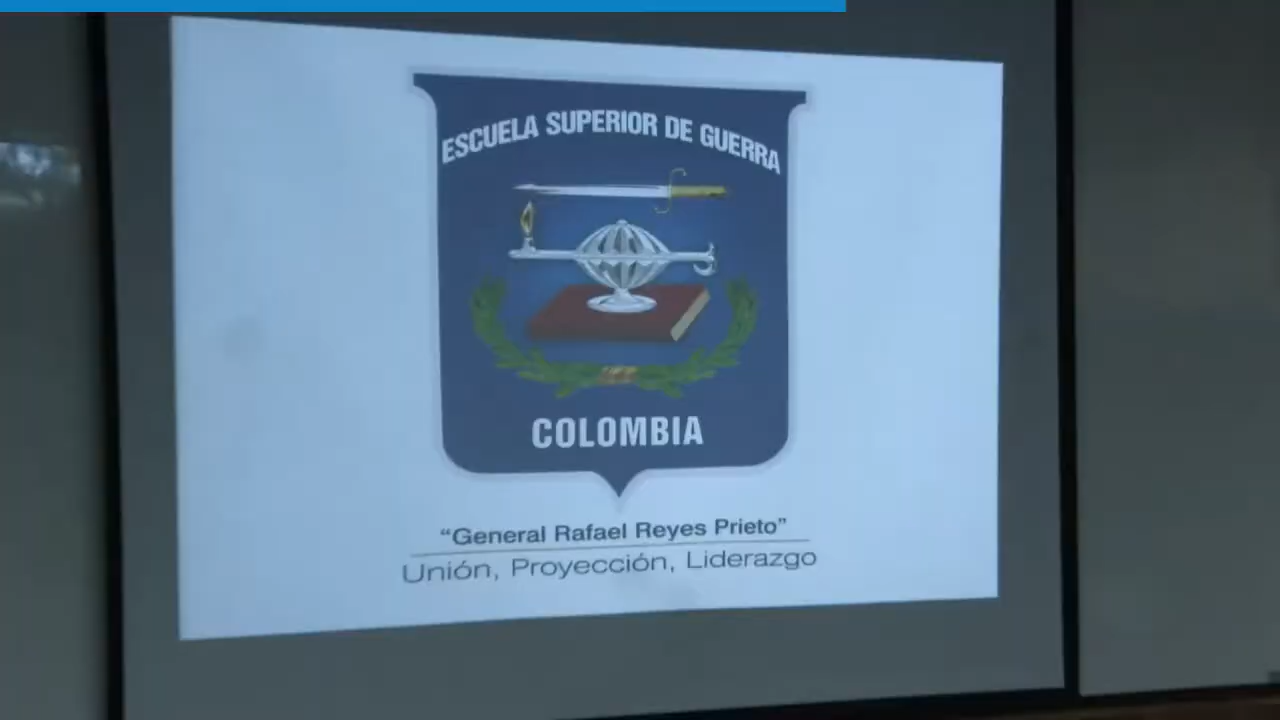 ESCUELA SUPERIOR DE GUERRA
COLOMBIA
“General Rafael Reyes Prieto”
Unión, Proyección, Liderazgo